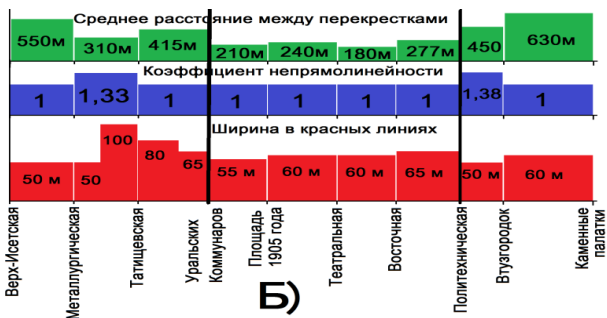 Среднее расстояние между перекрестками
550м 310м 415м 210м 240м 180м 277м 450 630м
Коэффициент непрямолинейности
1 1,33 1 1 1 1 1 1,38 1
Ширина в красных линиях
50 м 50 100 80 65 55 м 60 м 60 м 65 м 50 м 60 м
Верх-Исетская
Металлургическая
Татищевская
Уральских
Коммунаров
Площадь
1905 года
Театральная
Восточная
Политехническая
Втузгородок
Каменные
палатки
Б)